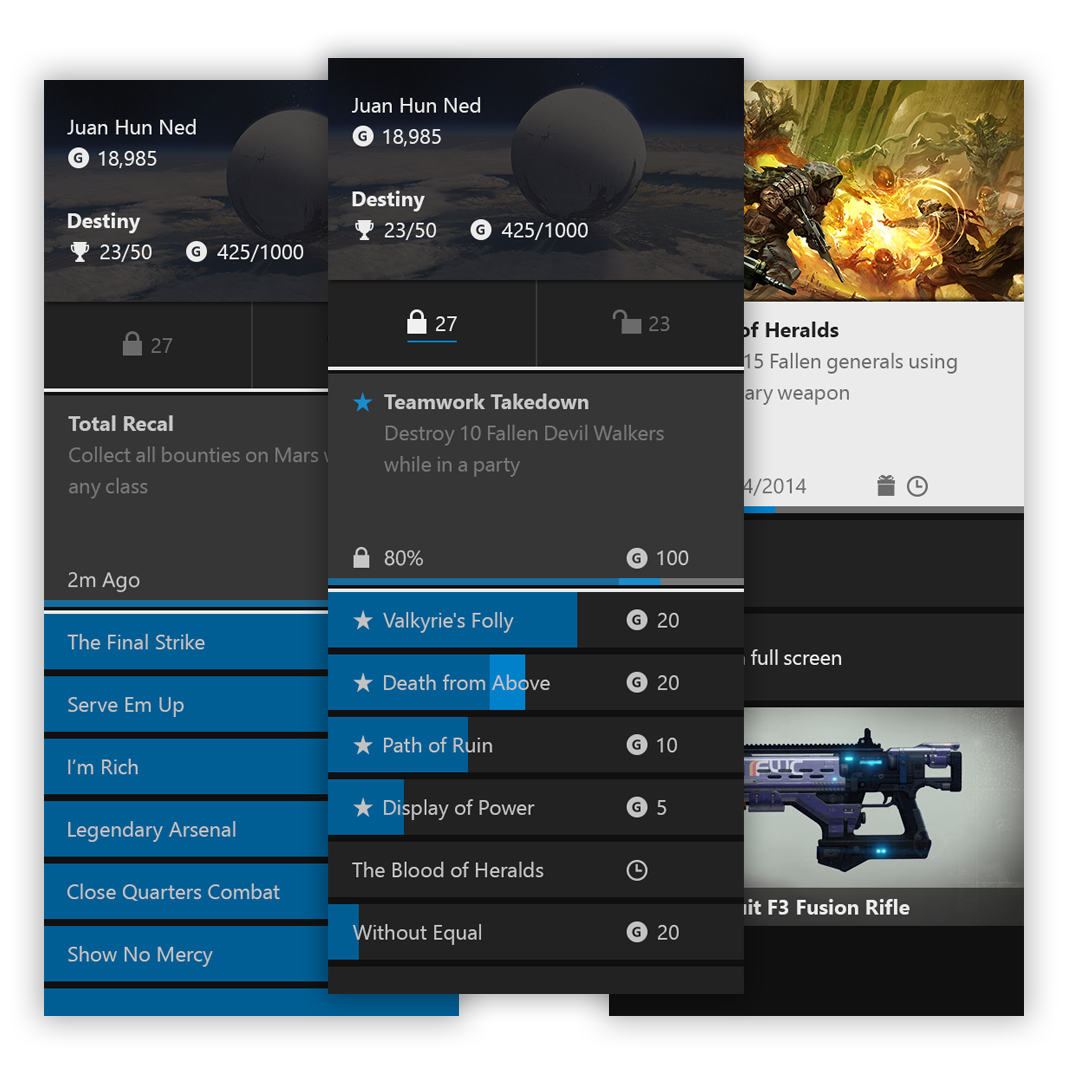 Juan Hun Ned
G 18,985
Destiny
23/50 G 425/1000
27
Total Recal
Collect all bounties on Mars
any class
2m Ago
The Final Strike
Serve Em Up
I’m Rich
Legendary Arsenal
Close Quarters Combat
Show No Mercy
Juan Hun Ned
G 18,985
Destiny
23/50 G 425/1000
27 23
Teamwork Takedown
Destroy 10 Fallen Devil Walkers
while in a party
80% G 100
Valkyrie's Folly G 20
Death from Above G 20
Path of Ruin G 10
Display of Power G 5
The Blood of Heralds
Without Equal G 20
of Heralds
15 Fallen generals using
weapon
4/2014
full screen
FWC
F3 Fusion Rifle